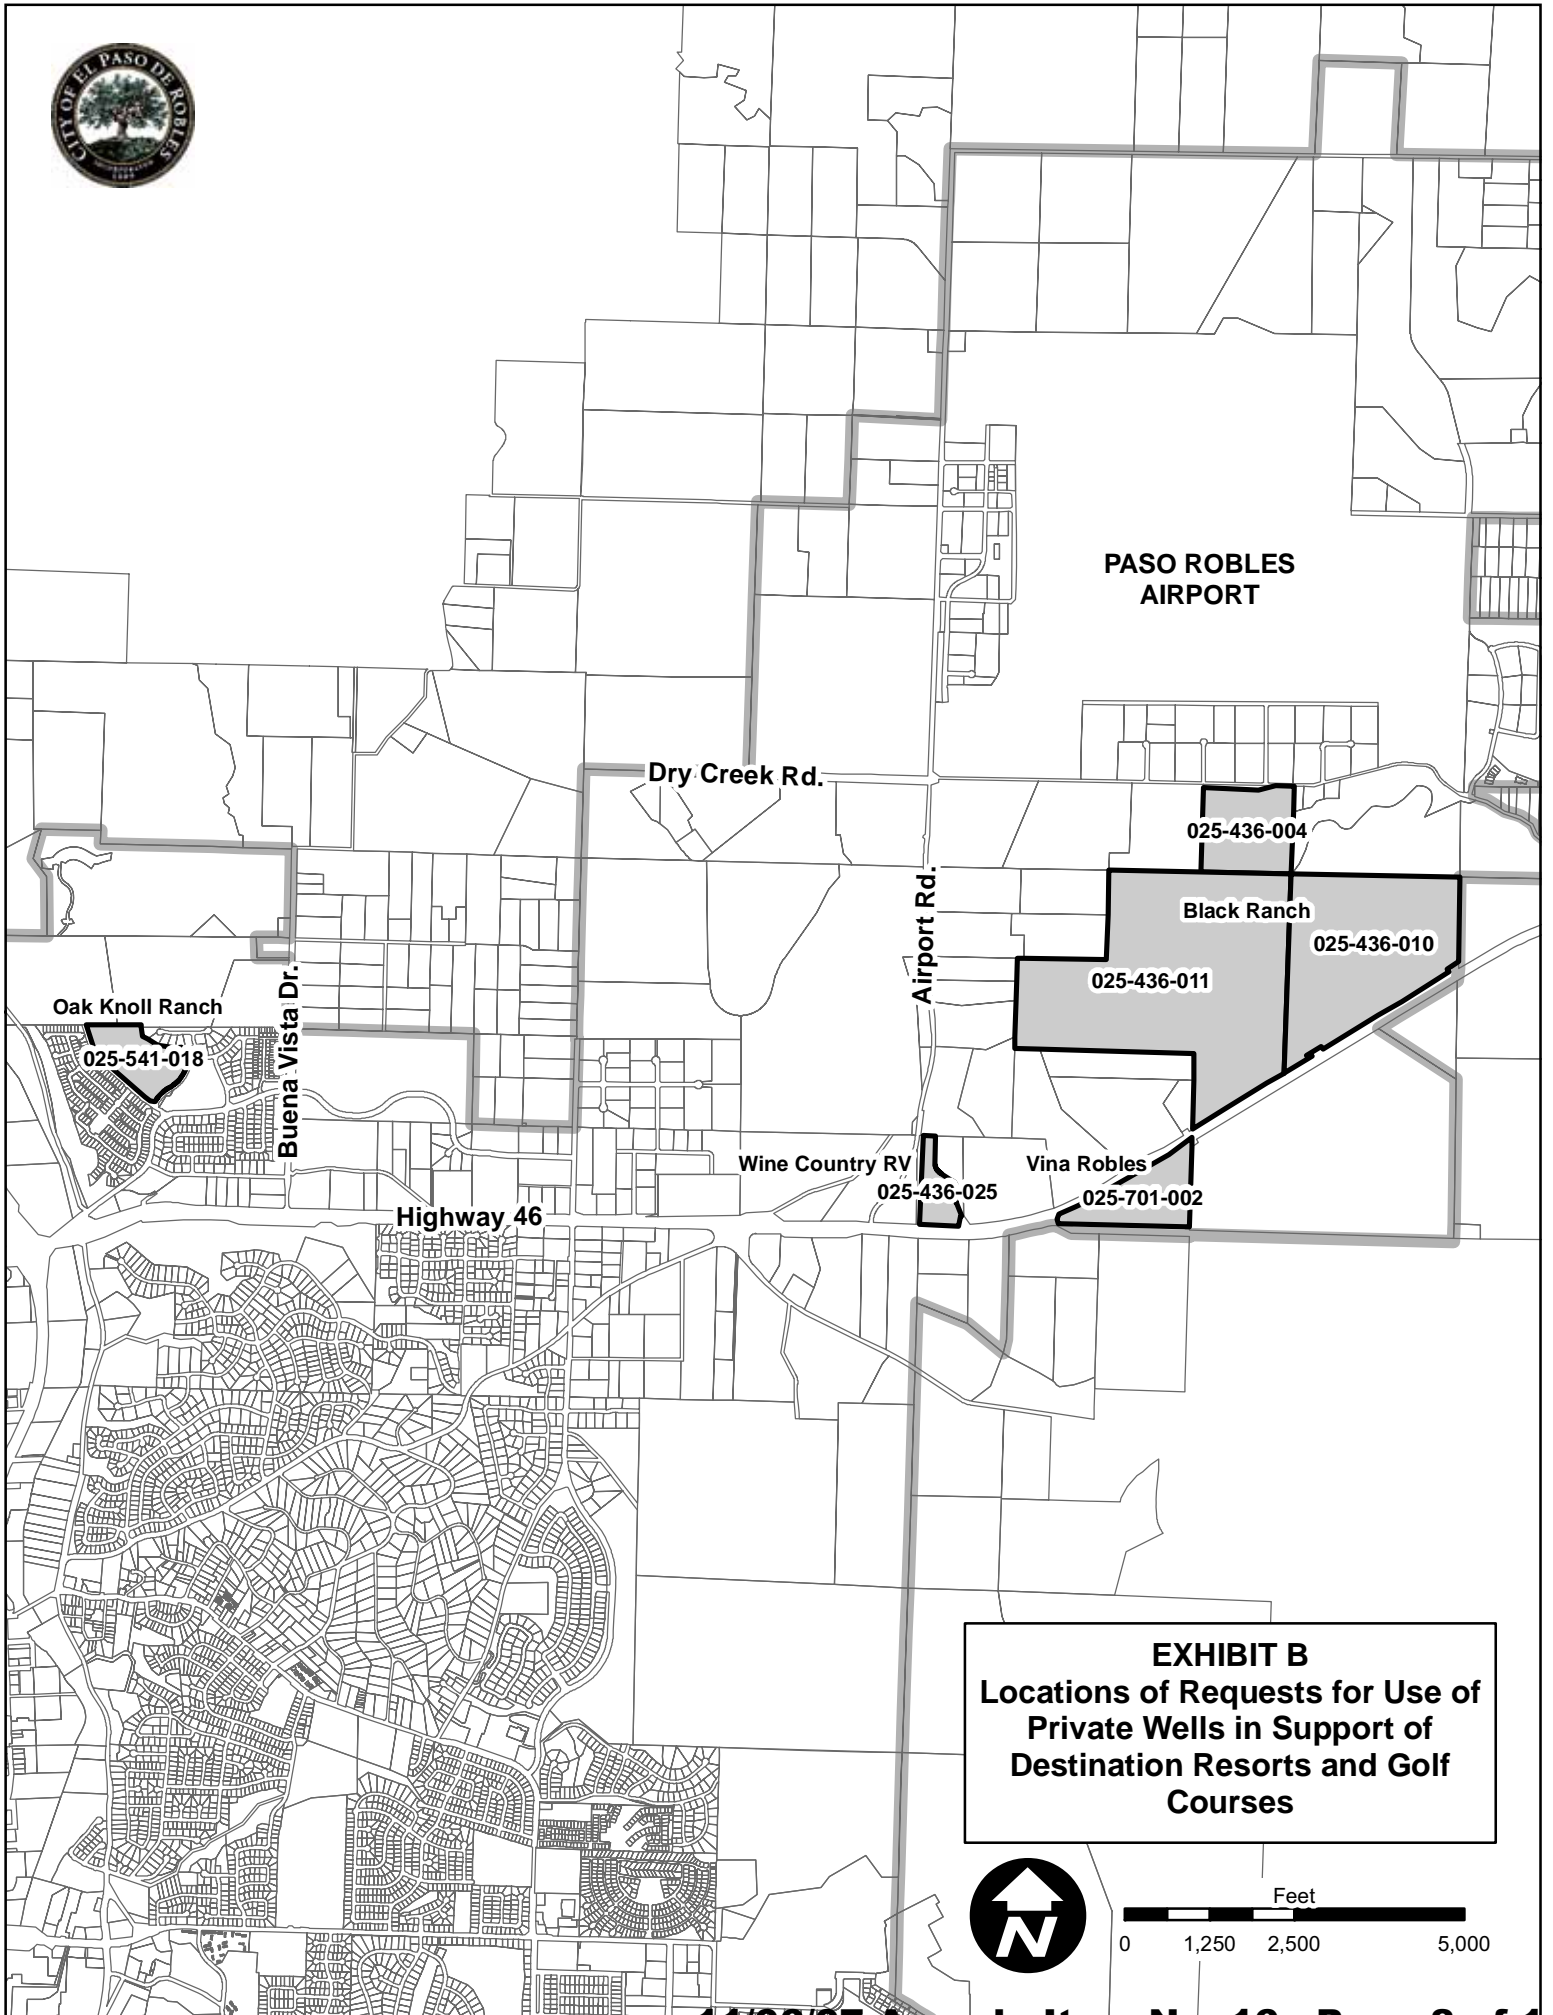 CITY OF EL PASO DE ROBLES
PASO ROBLES
AIRPORT
Dry Creek Rd.
025-436-004
Airport Rd.
Black Ranch
025-436-010
025-436-011
Buena Vista Dr.
Oak Knoll Ranch
025-541-018
Wine Country RV
025-436-025
Vina Robles
025-701-002
Highway 46
EXHIBIT B
Locations of Requests for Use of
Private Wells in Support of
Destination Resorts and Golf
Courses
N
Feet
0 1,250 2,500 5,000